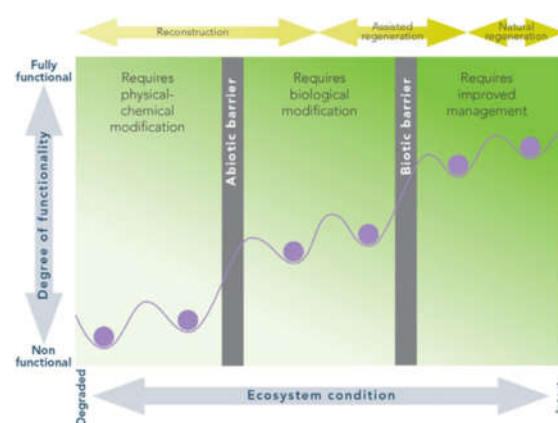 Reconstruction
Assisted
regeneration
Natural
regeneration
Fully
functional
Requires
physical-
chemical
modification
Abiotic barrier
Requires
biological
modification
Biotic barrier
Requires
improved
management
Degree of functionality
Non
functional
Degraded
Ecosystem condition